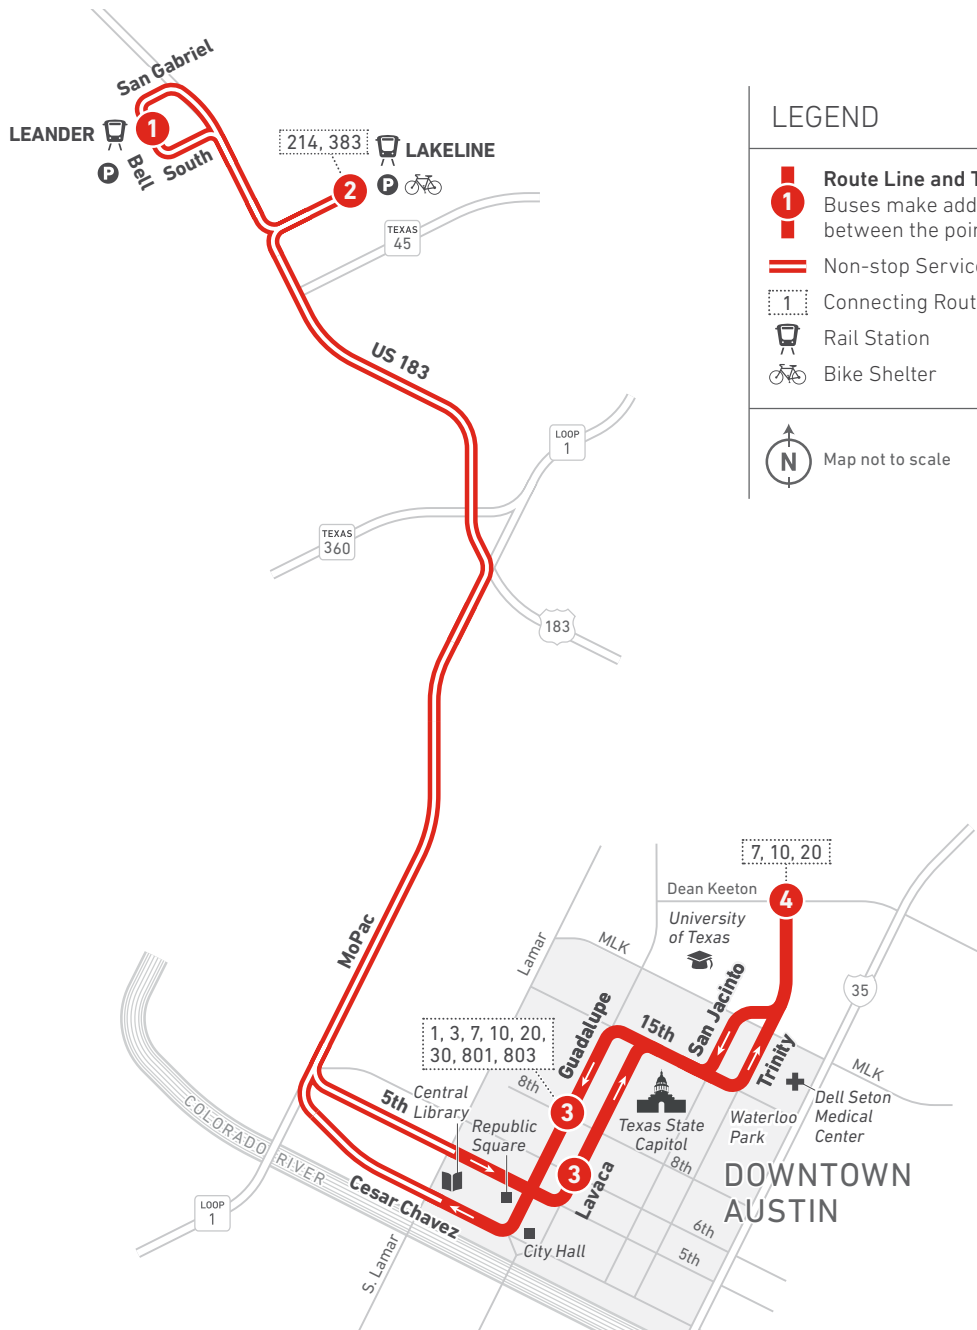 San Gabriel
LEANDER
1
P
Bell
South
214, 383
LAKELINE
2
P
TEXAS
45
US 183
LOOP
1
TEXAS
360
183
LEGEND
1
Route Line and T
Buses make add
between the poin
Non-stop Service
1
Connecting Rout
Rail Station
Bike Shelter
N
Map not to scale
MoPac
7, 10, 20
Dean Keeton
4
University
of Texas
MLK
Lamar
San Jacinto
35
Guadalupe
15th
Trinity
1, 3, 7, 10, 20,
30, 801, 803
8th
MLK
5th
Central
Library
3
Republic
Square
Texas State
Capitol
Waterloo
Park
Dell Seton
Medical
Center
3
Lavaca
8th
DOWNTOWN
AUSTIN
COLORADO RIVER
LOOP
1
Cesar Chavez
City Hall
6th
5th
S. Lamar